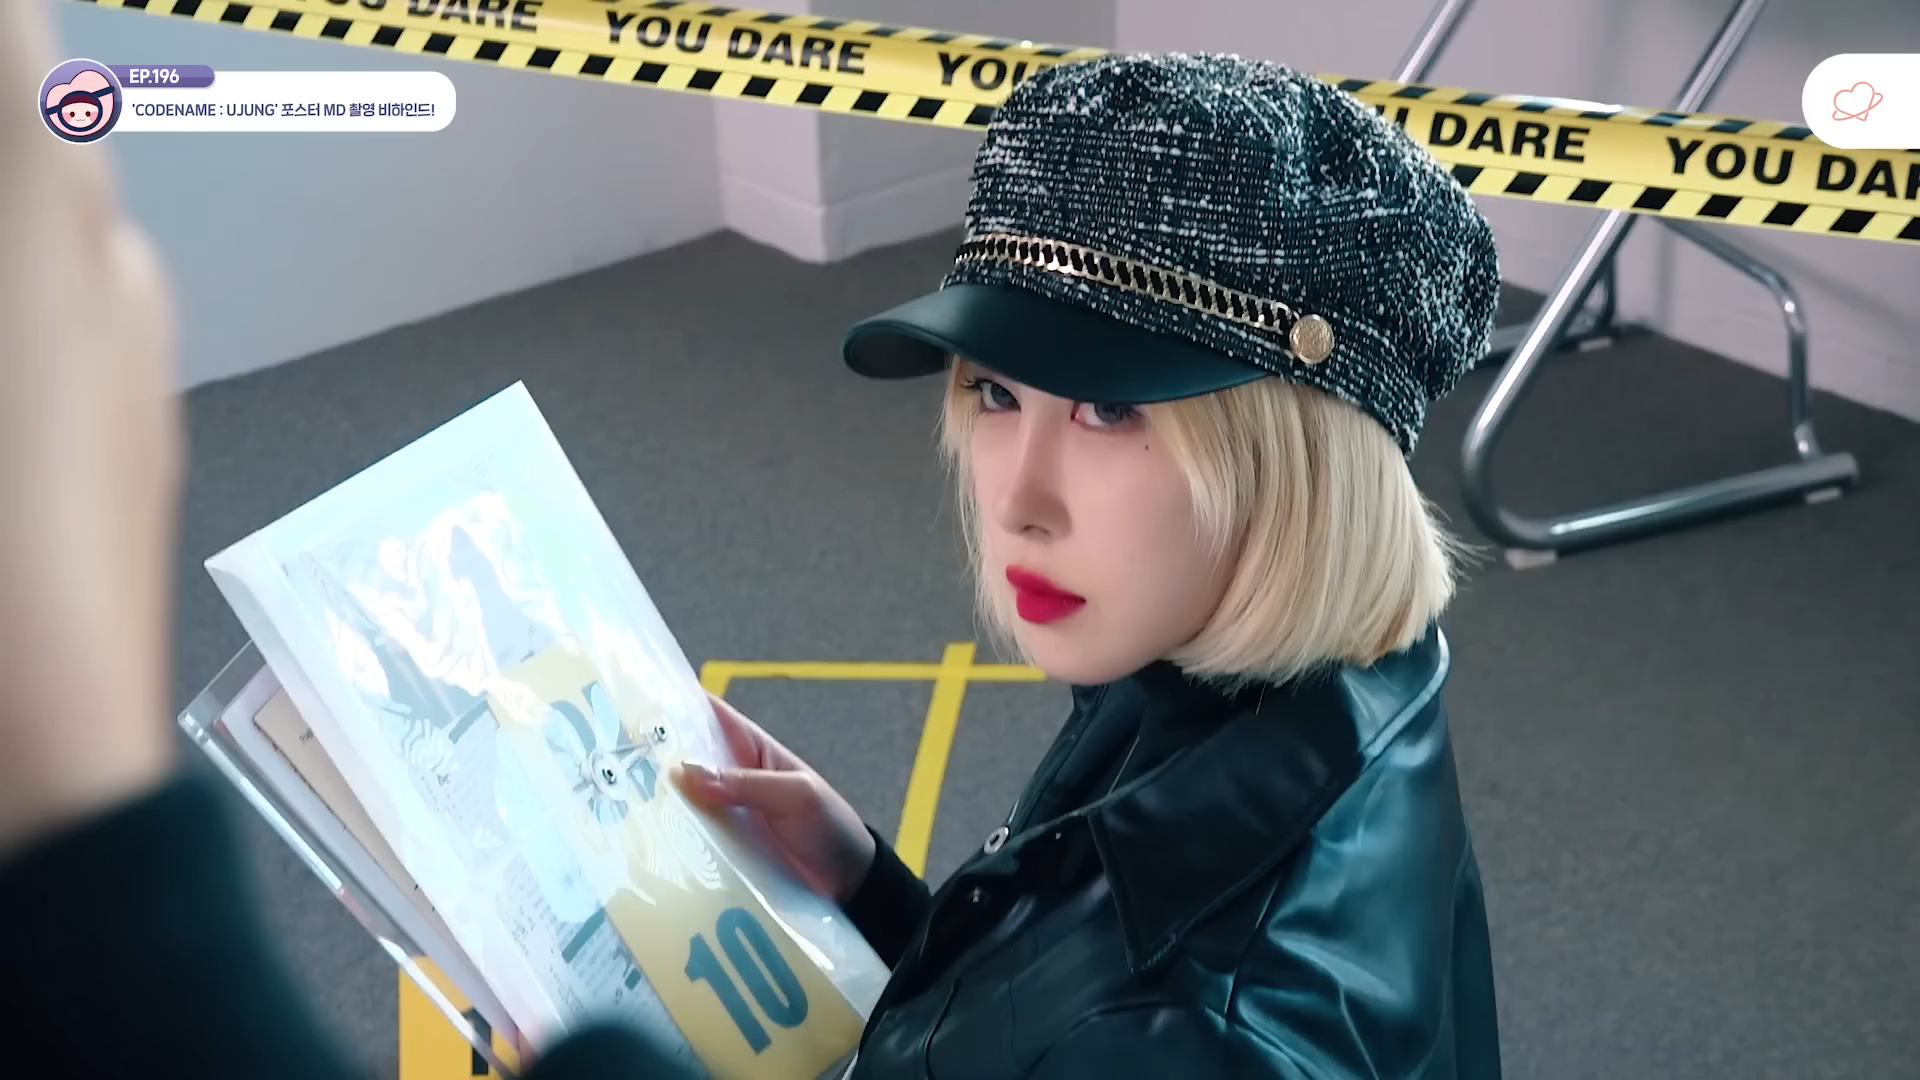 YOU DARE YOU DARE YOU DARE YOU DAR
EP.196
'CODENAME : UJUNG' 포스터 MD 촬영 비하인드!
10
1